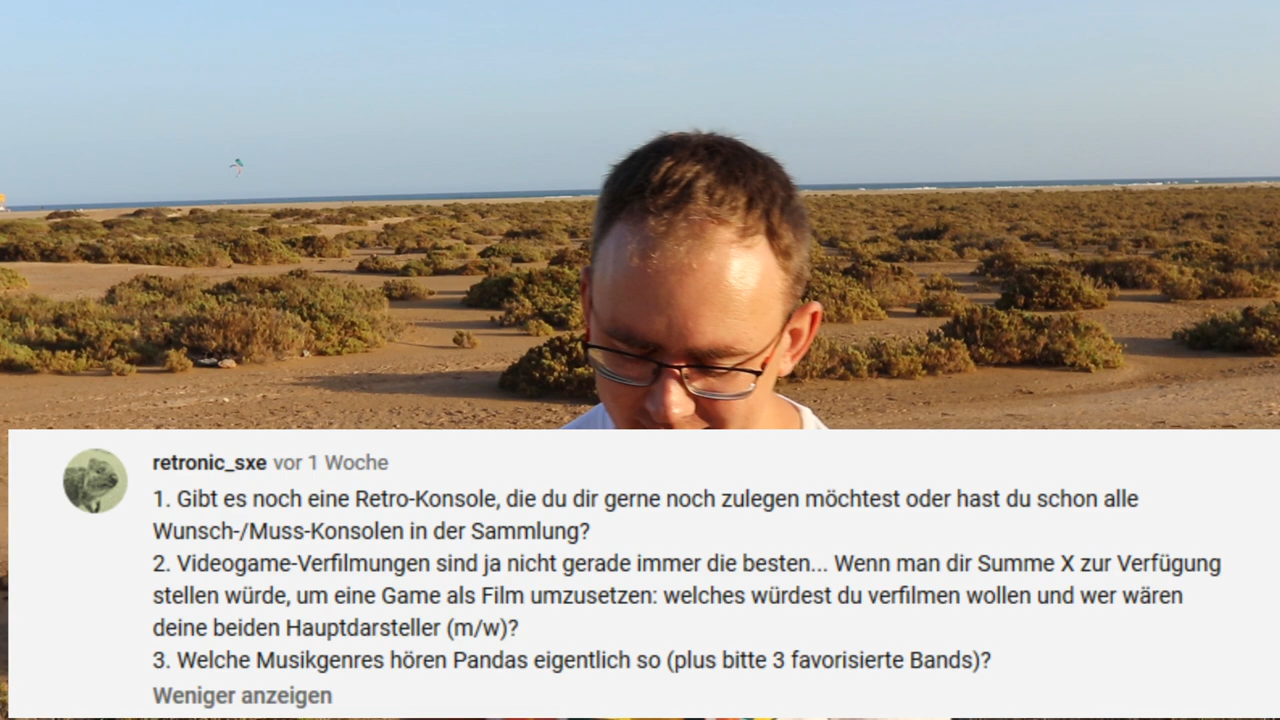 retronic_sxe vor 1 Woche
1. Gibt es noch eine Retro-Konsole, die du dir gerne noch zulegen möchtest oder hast du schon alle
Wunsch-/Muss-Konsolen in der Sammlung?
2. Videogame-Verfilmungen sind ja nicht gerade immer die besten... Wenn man dir Summe X zur Verfügung
stellen würde, um eine Game als Film umzusetzen: welches würdest du verfilmen wollen und wer wären
deine beiden Hauptdarsteller (m/w)?
3. Welche Musikgenres hören Pandas eigentlich so (plus bitte 3 favorisierte Bands)?
Weniger anzeigen